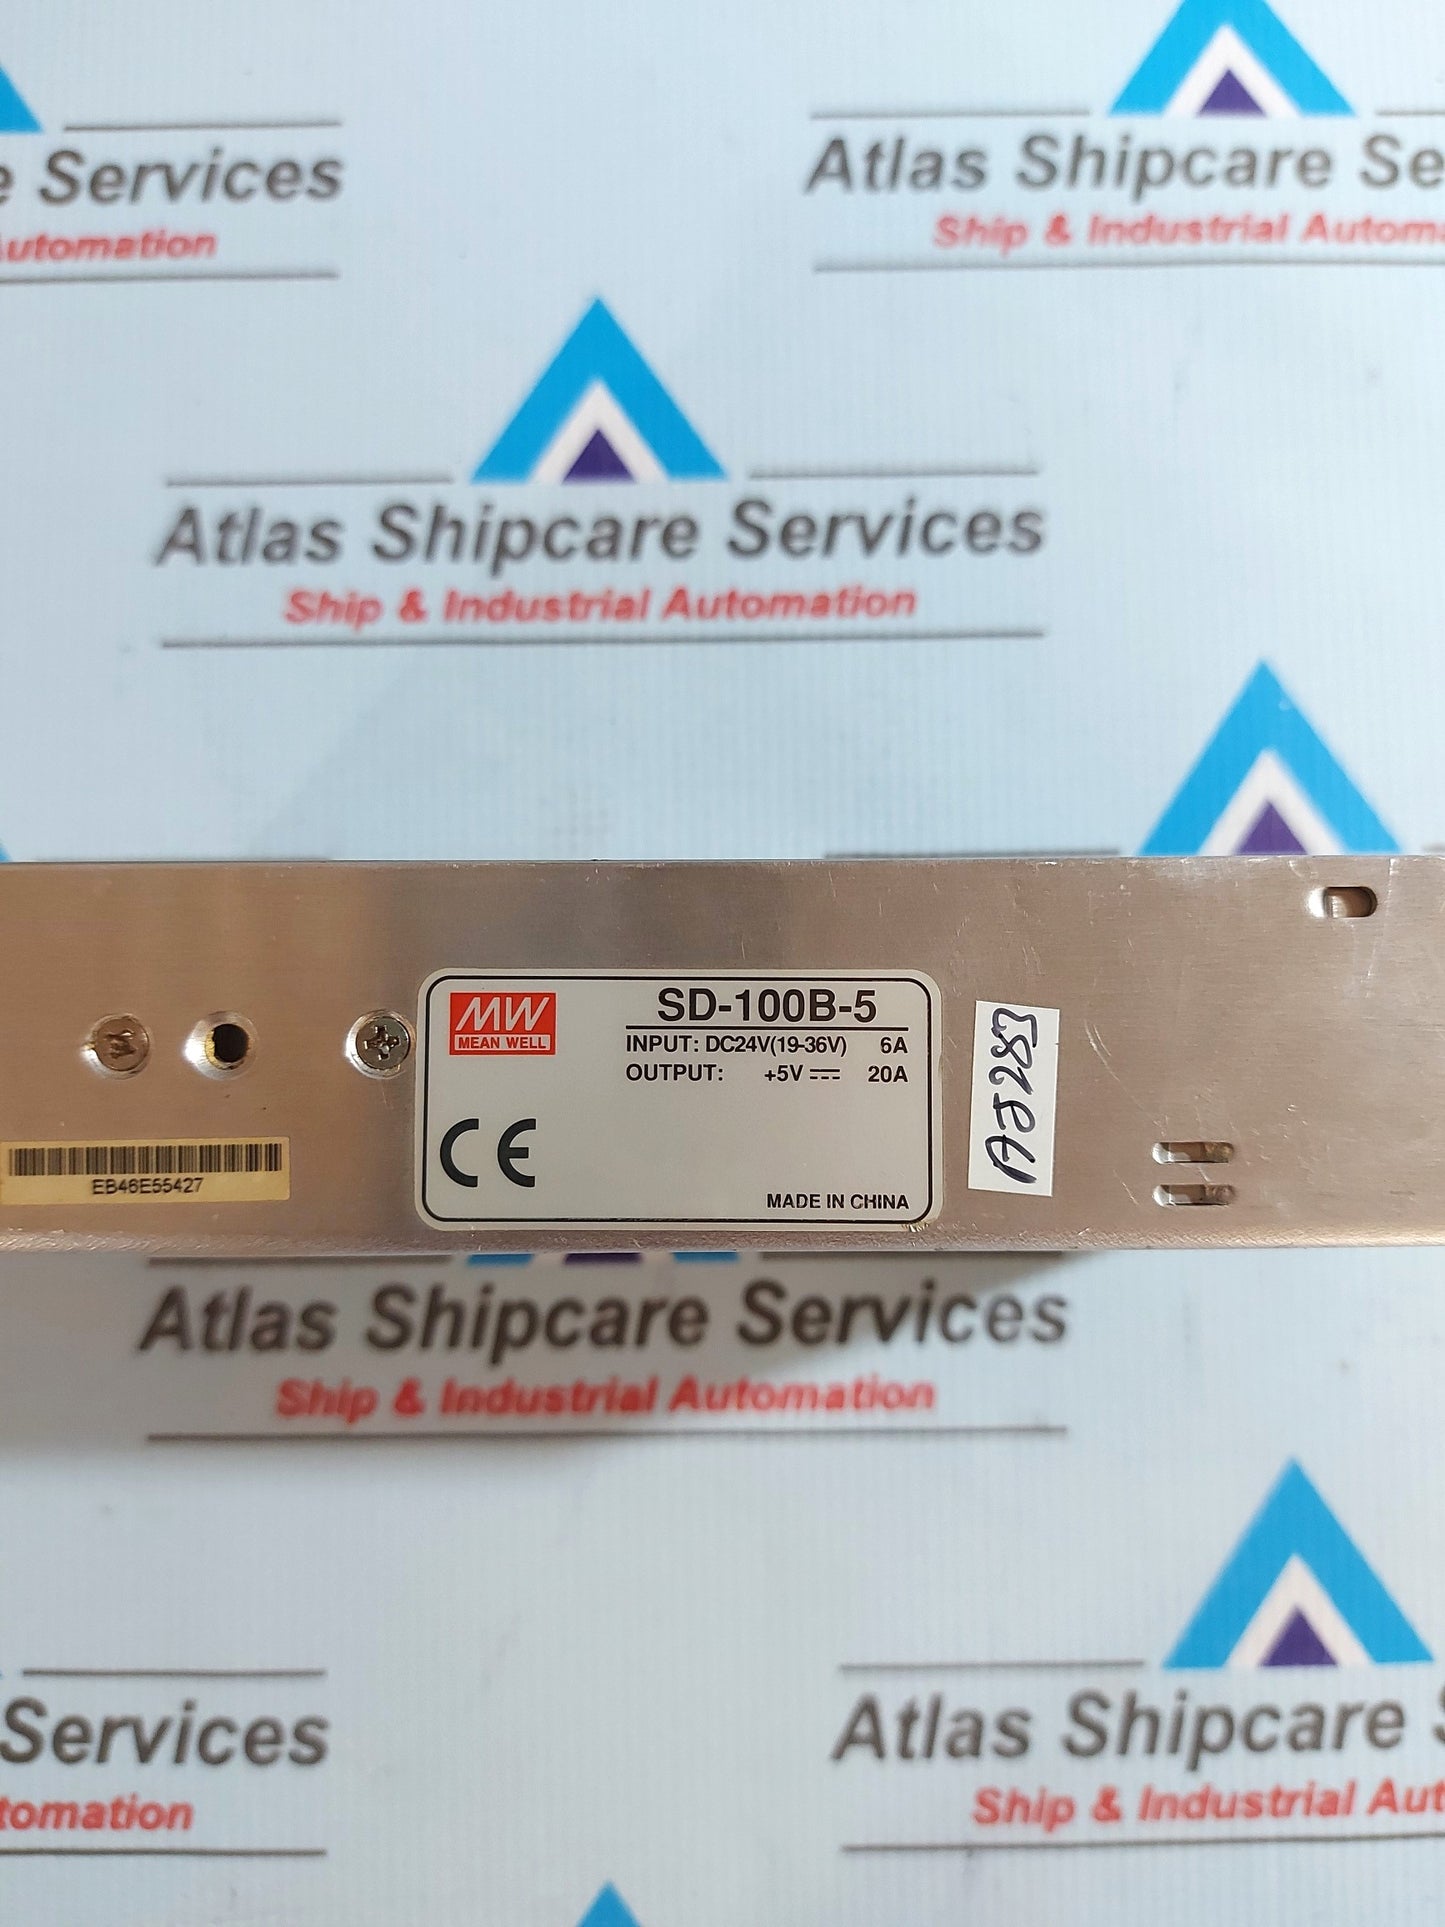 e Services
Automation
Atlas Shipcare Se
Ship & Industrial Automa
Atlas Shipcare Services
Ship & Industrial Automation
MW
MEAN WELL
SD-100B-5
INPUT: DC24V(19-36V) 6A
OUTPUT: +5V 20A
CE
MADE IN CHINA
EB46E55427
AJ283
Atlas Shipcare Services
Ship & Industrial Automation
Services
tomation
Atlas Shipcare S
Ship & Industrial Aut